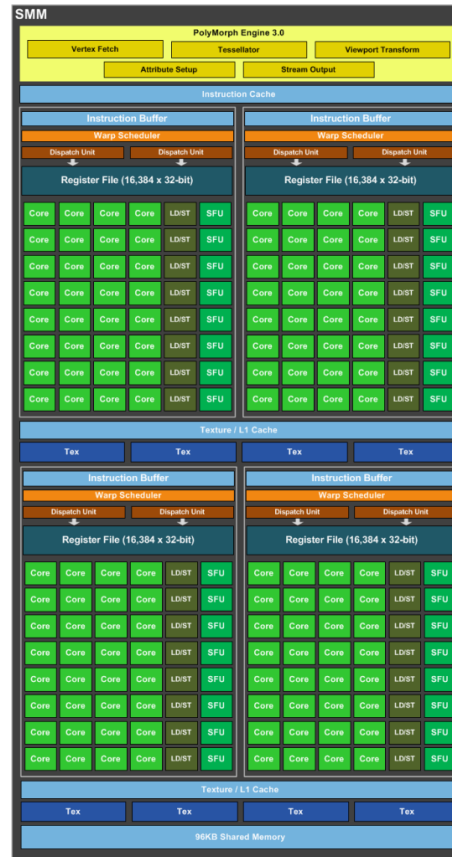 SMM
PolyMorph Engine 3.0
Vertex Fetch Tessellator Viewport Transform
Attribute Setup Stream Output
Instruction Cache
Instruction Buffer Instruction Buffer
Warp Scheduler Warp Scheduler
Dispatch Unit Dispatch Unit Dispatch Unit Dispatch Unit
Register File (16,384 x 32-bit) Register File (16,384 x 32-bit)
Core Core Core Core LD/ST SFU Core Core Core Core LD/ST SFU
Core Core Core Core LD/ST SFU Core Core Core Core LD/ST SFU
Core Core Core Core LD/ST SFU Core Core Core Core LD/ST SFU
Core Core Core Core LD/ST SFU Core Core Core Core LD/ST SFU
Core Core Core Core LD/ST SFU Core Core Core Core LD/ST SFU
Core Core Core Core LD/ST SFU Core Core Core Core LD/ST SFU
Core Core Core Core LD/ST SFU Core Core Core Core LD/ST SFU
Core Core Core Core LD/ST SFU Core Core Core Core LD/ST SFU
Texture / L1 Cache
Tex Tex Tex Tex
Instruction Buffer Instruction Buffer
Warp Scheduler Warp Scheduler
Dispatch Unit Dispatch Unit Dispatch Unit Dispatch Unit
Register File (16,384 x 32-bit) Register File (16,384 x 32-bit)
Core Core Core Core LD/ST SFU Core Core Core Core LD/ST SFU
Core Core Core Core LD/ST SFU Core Core Core Core LD/ST SFU
Core Core Core Core LD/ST SFU Core Core Core Core LD/ST SFU
Core Core Core Core LD/ST SFU Core Core Core Core LD/ST SFU
Core Core Core Core LD/ST SFU Core Core Core Core LD/ST SFU
Core Core Core Core LD/ST SFU Core Core Core Core LD/ST SFU
Core Core Core Core LD/ST SFU Core Core Core Core LD/ST SFU
Core Core Core Core LD/ST SFU Core Core Core Core LD/ST SFU
Texture / L1 Cache
Tex Tex Tex Tex
96KB Shared Memory